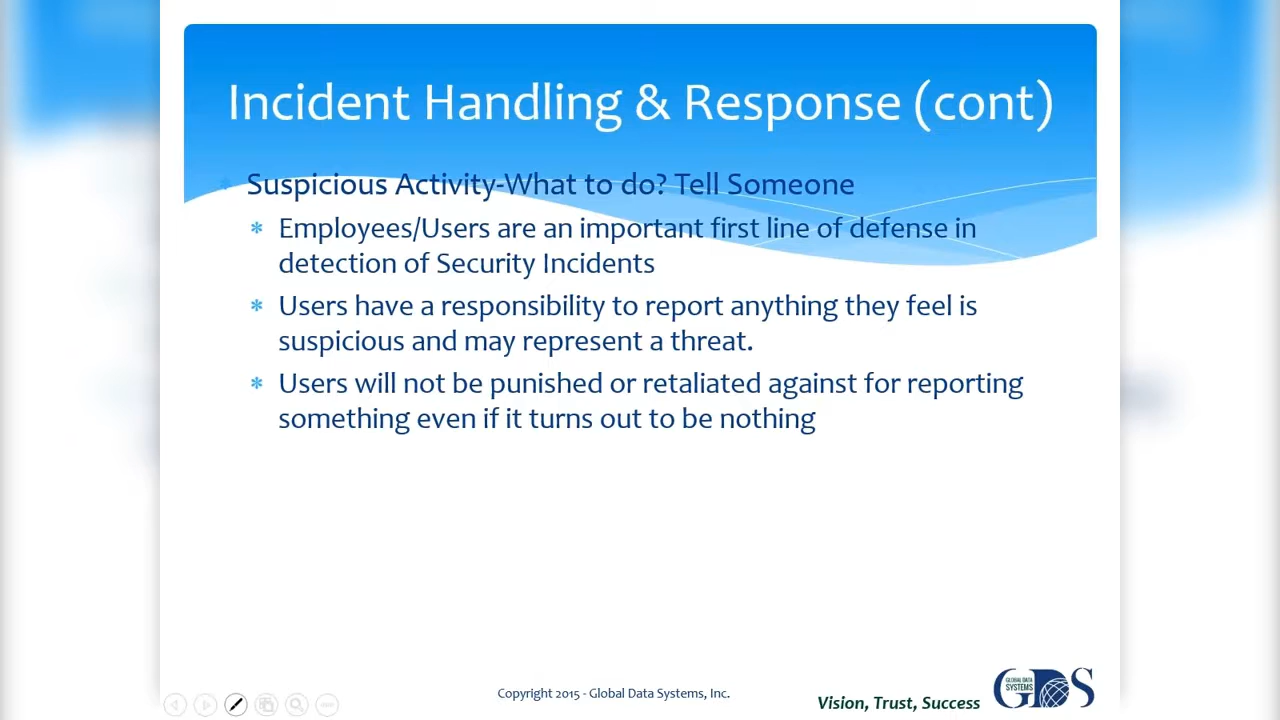 Incident Handling & Response (cont)
* Suspicious Activity-What to do? Tell Someone
* Employees/Users are an important first line of defense in
detection of Security Incidents
* Users have a responsibility to report anything they feel is
suspicious and may represent a threat.
* Users will not be punished or retaliated against for reporting
something even if it turns out to be nothing
Copyright 2015 - Global Data Systems, Inc.
Vision, Trust, Success
GLOBAL DATA
SYSTEMS
GDS